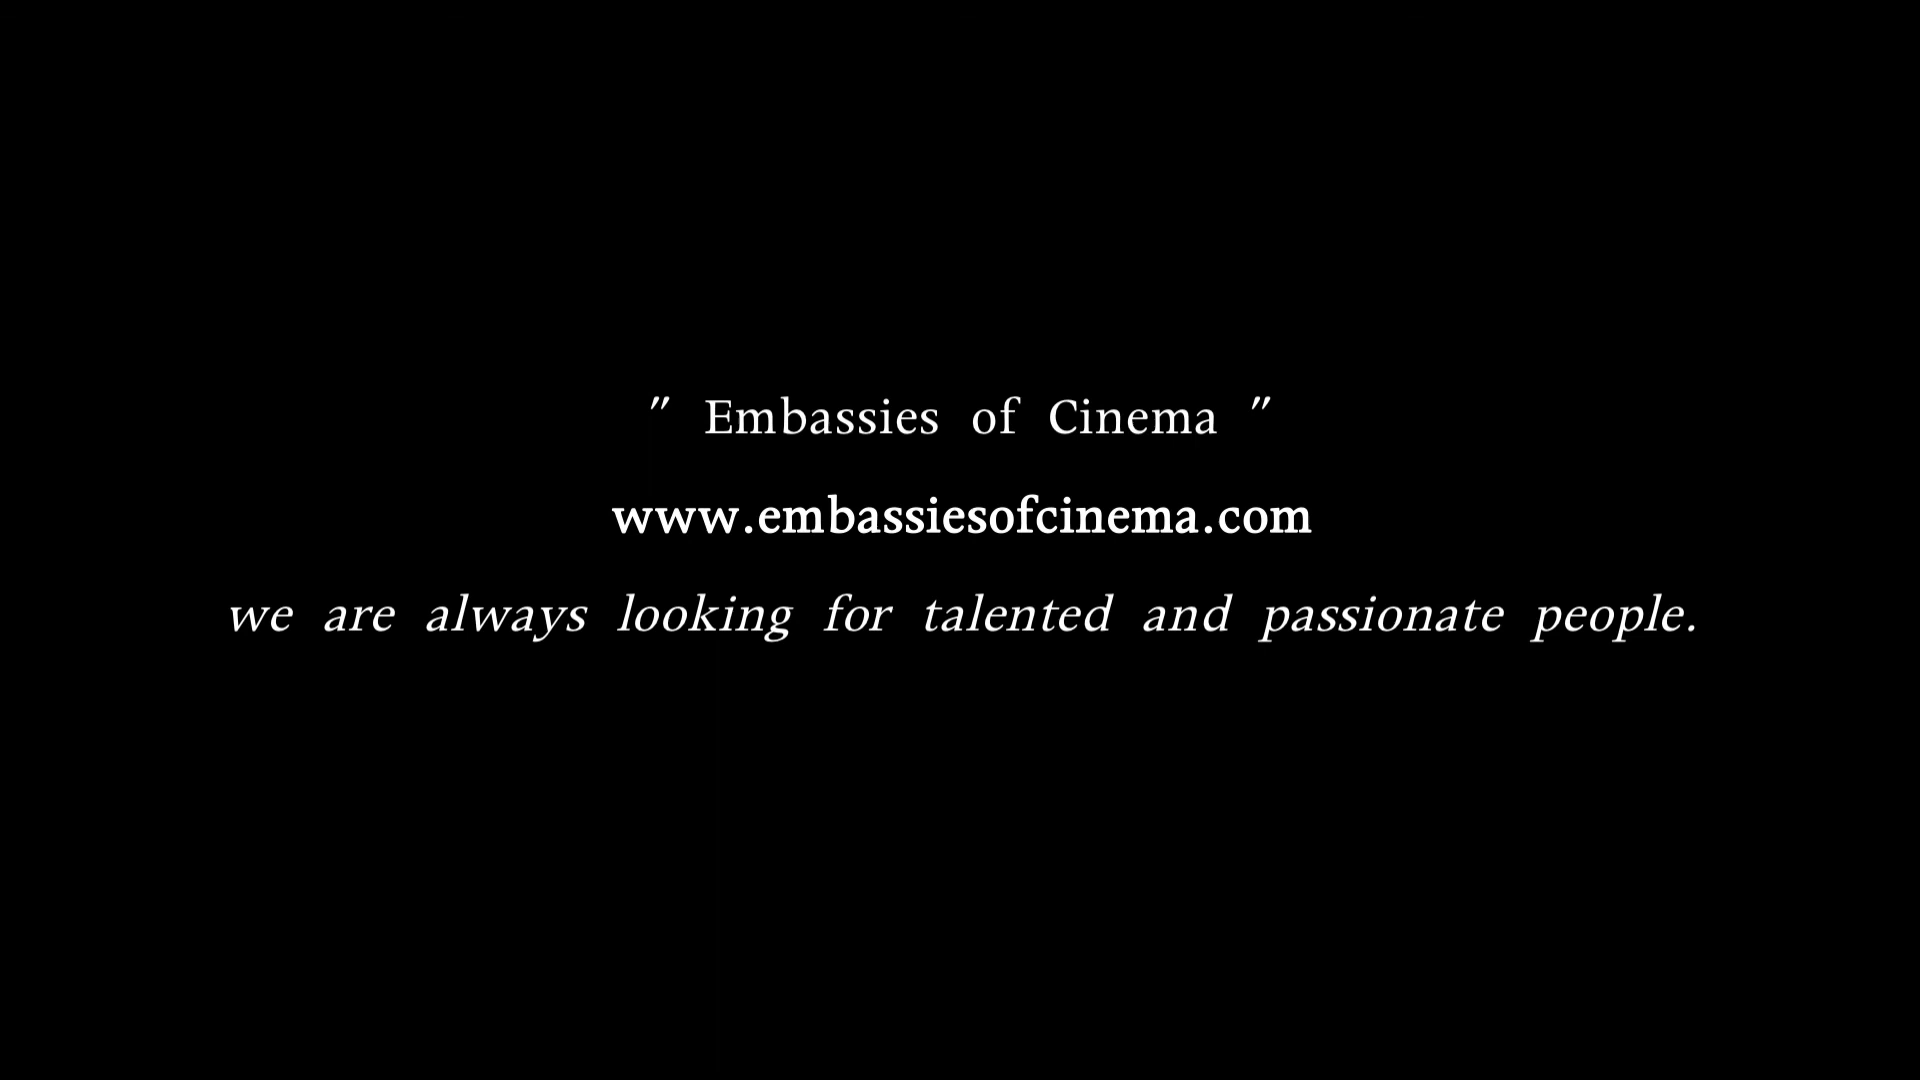 " Embassies of Cinema "
www.embassiesofcinema.com
we are always looking for talented and passionate people.